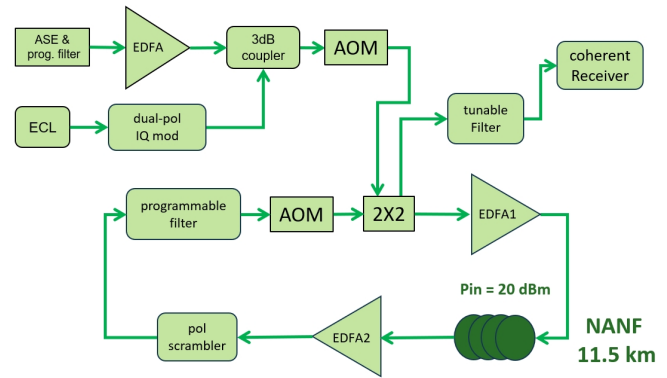 ASE &
prog. filter
EDFA
3dB
coupler
AOM
coherent
Receiver
ECL
dual-pol
IQ mod
tunable
Filter
programmable
filter
AOM
2X2
EDFA1
Pin = 20 dBm
pol
scrambler
EDFA2
NANF
11.5 km